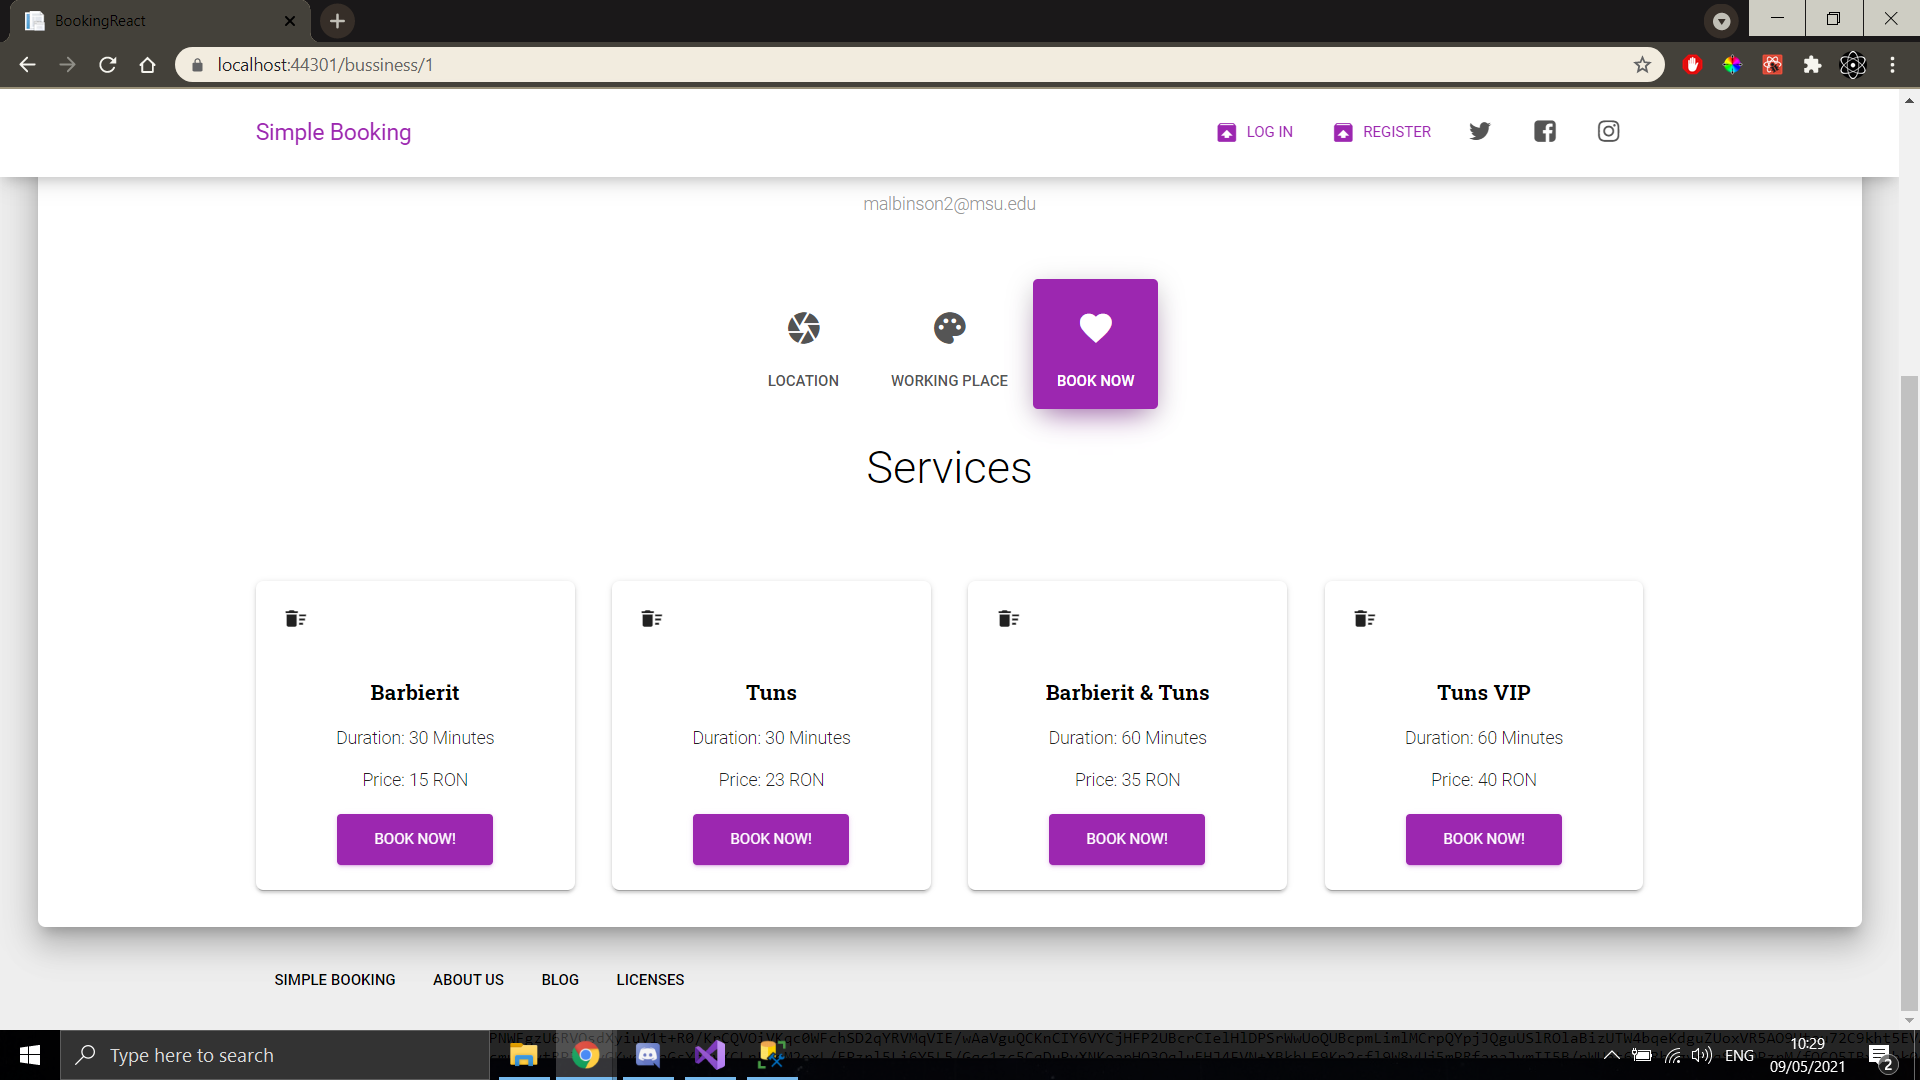 BookingReact
localhost:44301/bussiness/1
Simple Booking
LOG IN
REGISTER
malbinson2@msu.edu
LOCATION
WORKING PLACE
BOOK NOW
Services
Barbierit
Duration: 30 Minutes
Price: 15 RON
BOOK NOW!
Tuns
Duration: 30 Minutes
Price: 23 RON
BOOK NOW!
Barbierit & Tuns
Duration: 60 Minutes
Price: 35 RON
BOOK NOW!
Tuns VIP
Duration: 60 Minutes
Price: 40 RON
BOOK NOW!
SIMPLE BOOKING
ABOUT US
BLOG
LICENSES
Type here to search
ENG
10:29
09/05/2021
2